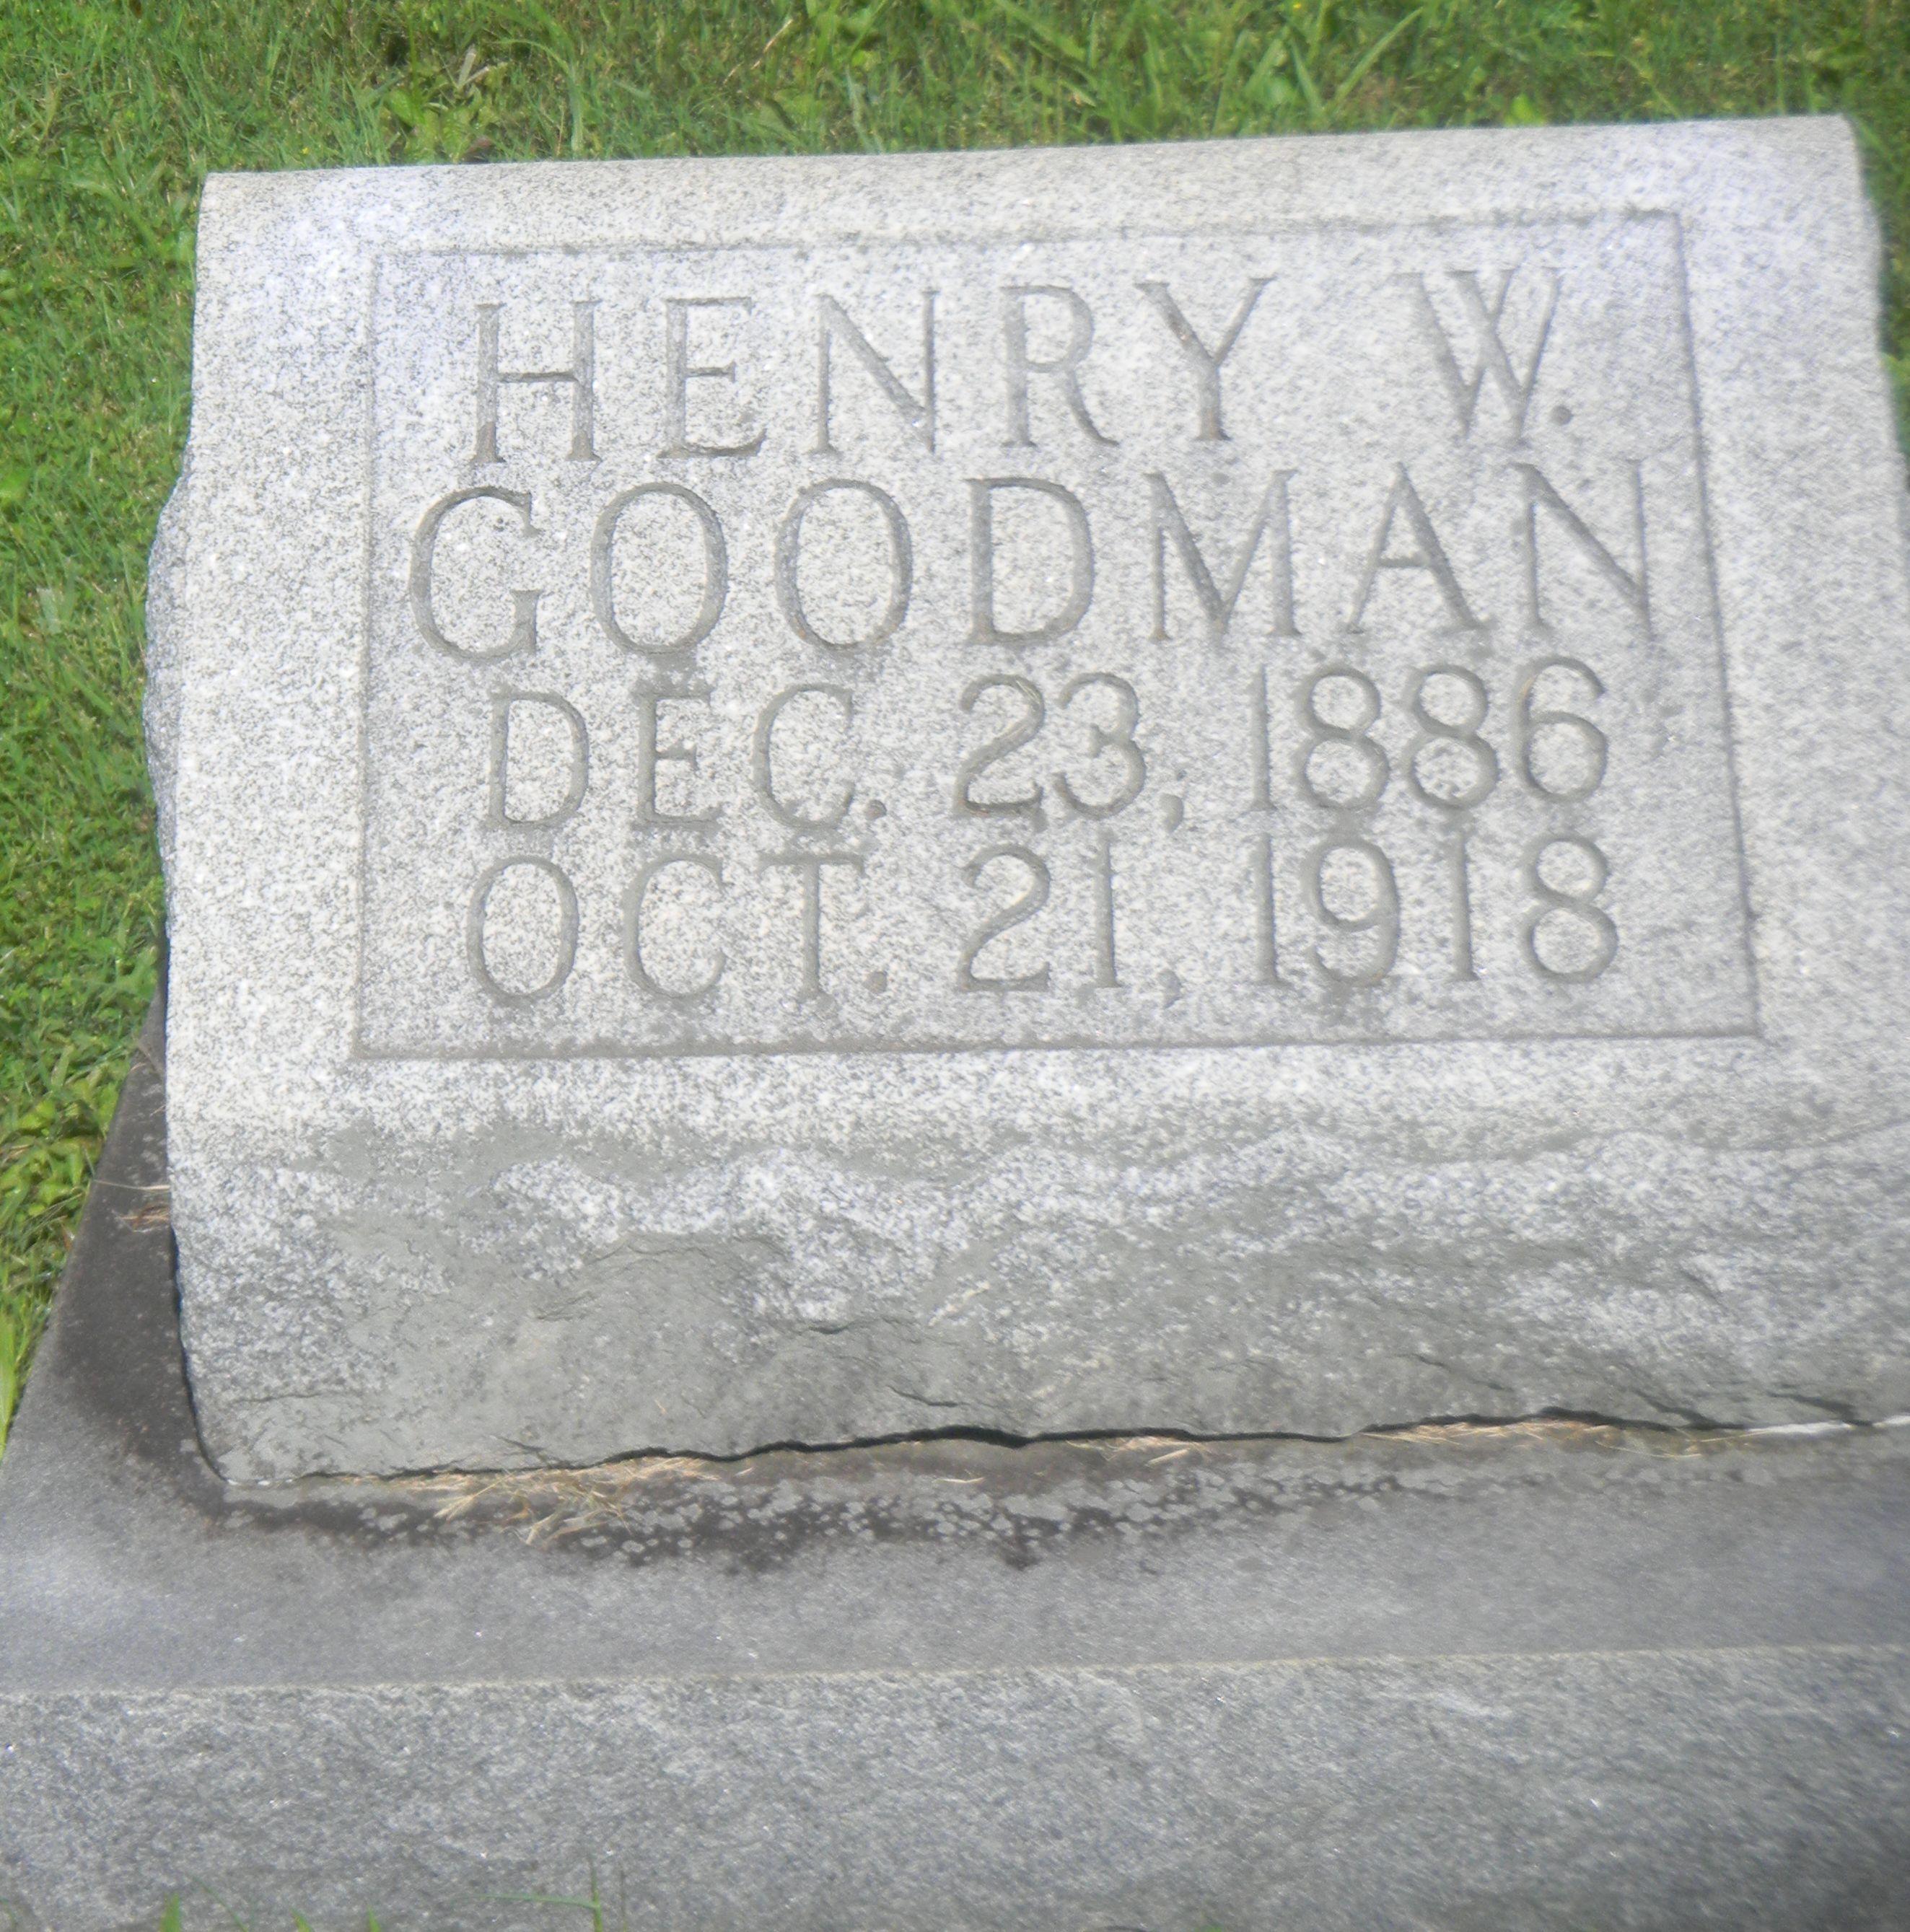 HENRY W.
GOODMAN
DEC. 23, 1886
OCT. 21, 1918